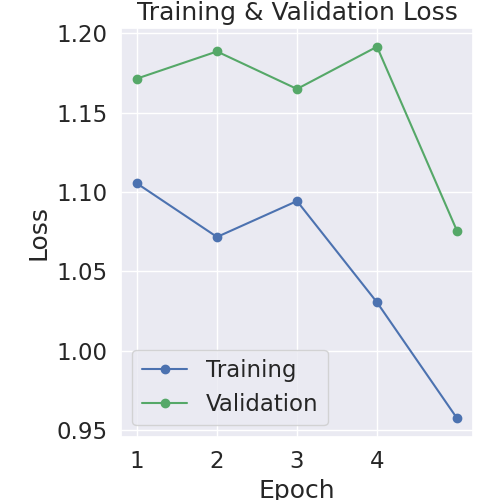 Training & Validation Loss
1.20
1.15
1.10
1.05
1.00
0.95
Loss
Training
Validation
1 2 3 4
Epoch